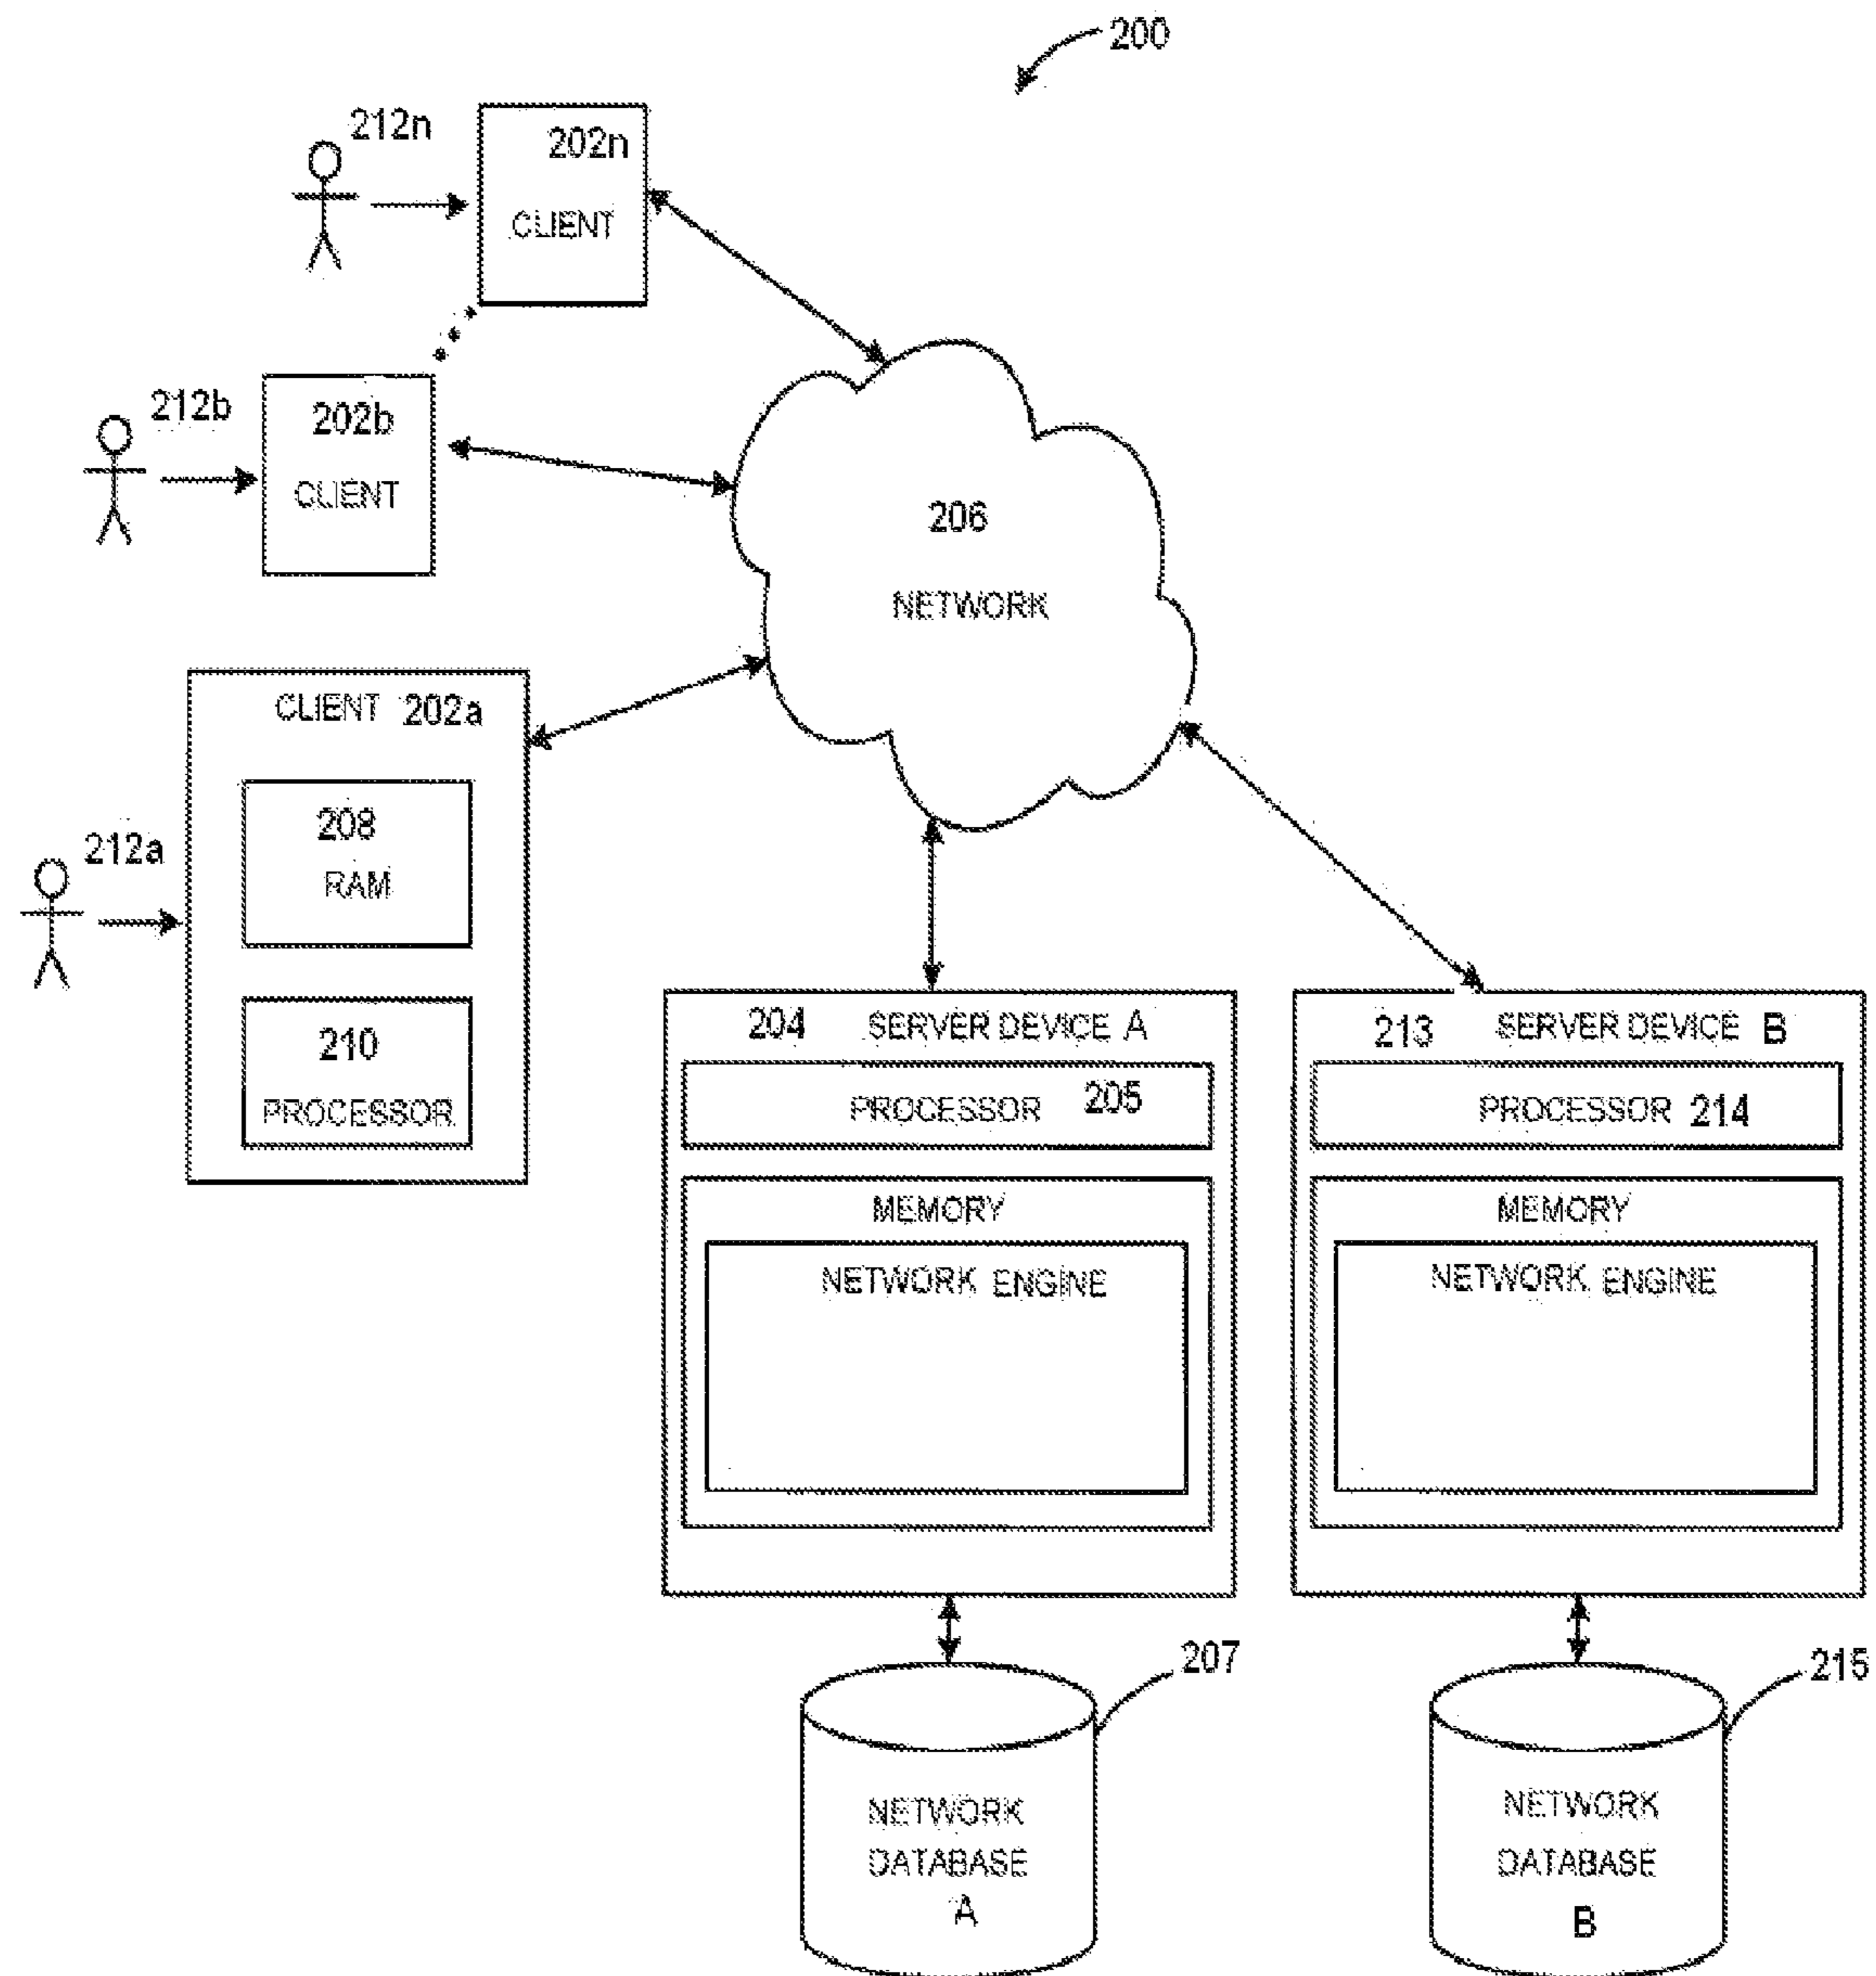 200
212n
202n
CLIENT
212b
202b
CLIENT
206
NETWORK
CLIENT 202a
208
RAM
212a
210
PROCESSOR
204 SERVER DEVICE A
PROCESSOR 205
MEMORY
NETWORK ENGINE
213 SERVER DEVICE B
PROCESSOR 214
MEMORY
NETWORK ENGINE
207
NETWORK
DATABASE
A
215
NETWORK
DATABASE
B